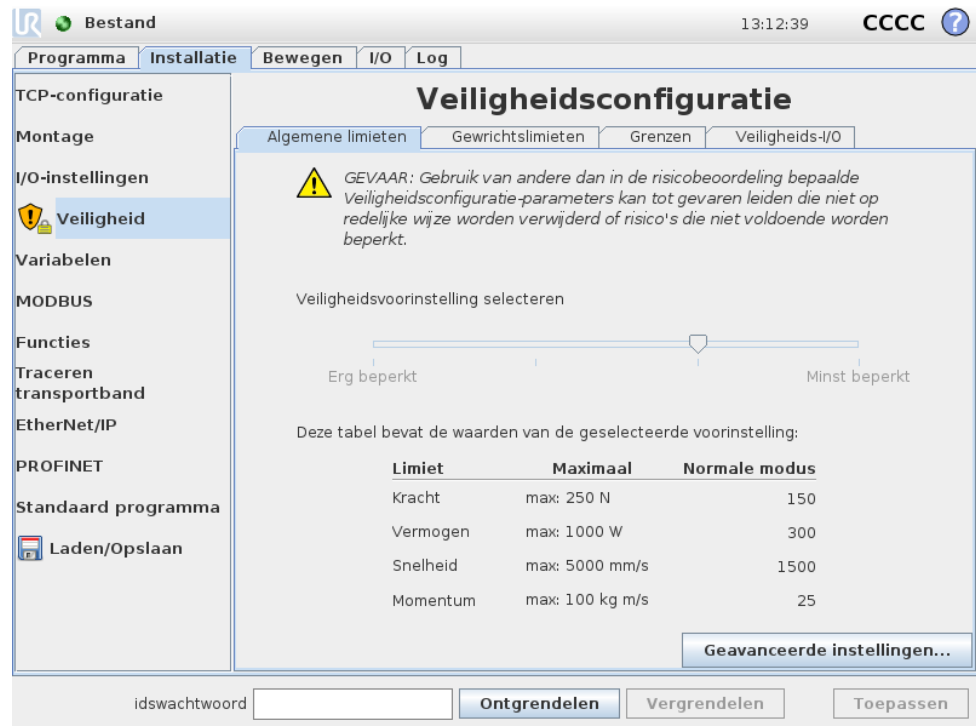 UR Bestand 13:12:39 CCCC ?
Programma Installatie Bewegen I/O Log
TCP-configuratie
Montage
I/O-instellingen
Veiligheid
Variabelen
MODBUS
Functies
Traceren
transportband
EtherNet/IP
PROFINET
Standaard programma
Laden/Opslaan
Veiligheidsconfiguratie
Algemene limieten Gewrichtslimieten Grenzen Veiligheids-I/0
GEVAAR: Gebruik van andere dan in de risicobeoordeling bepaalde
Veiligheidsconfiguratie-parameters kan tot gevaren leiden die niet op
redelijke wijze worden verwijderd of risico's die niet voldoende worden
beperkt.
Veiligheidsvoorinstelling selecteren
Erg beperkt Minst beperkt
Deze tabel bevat de waarden van de geselecteerde voorinstelling:
Limiet Maximaal Normale modus
Kracht max: 250 N 150
Vermogen max: 1000 W 300
Snelheid max: 5000 mm/s 1500
Momentum max: 100 kg m/s 25
Geavanceerde instellingen...
idswachtwoord Ontgrendelen Vergrendelen Toepassen